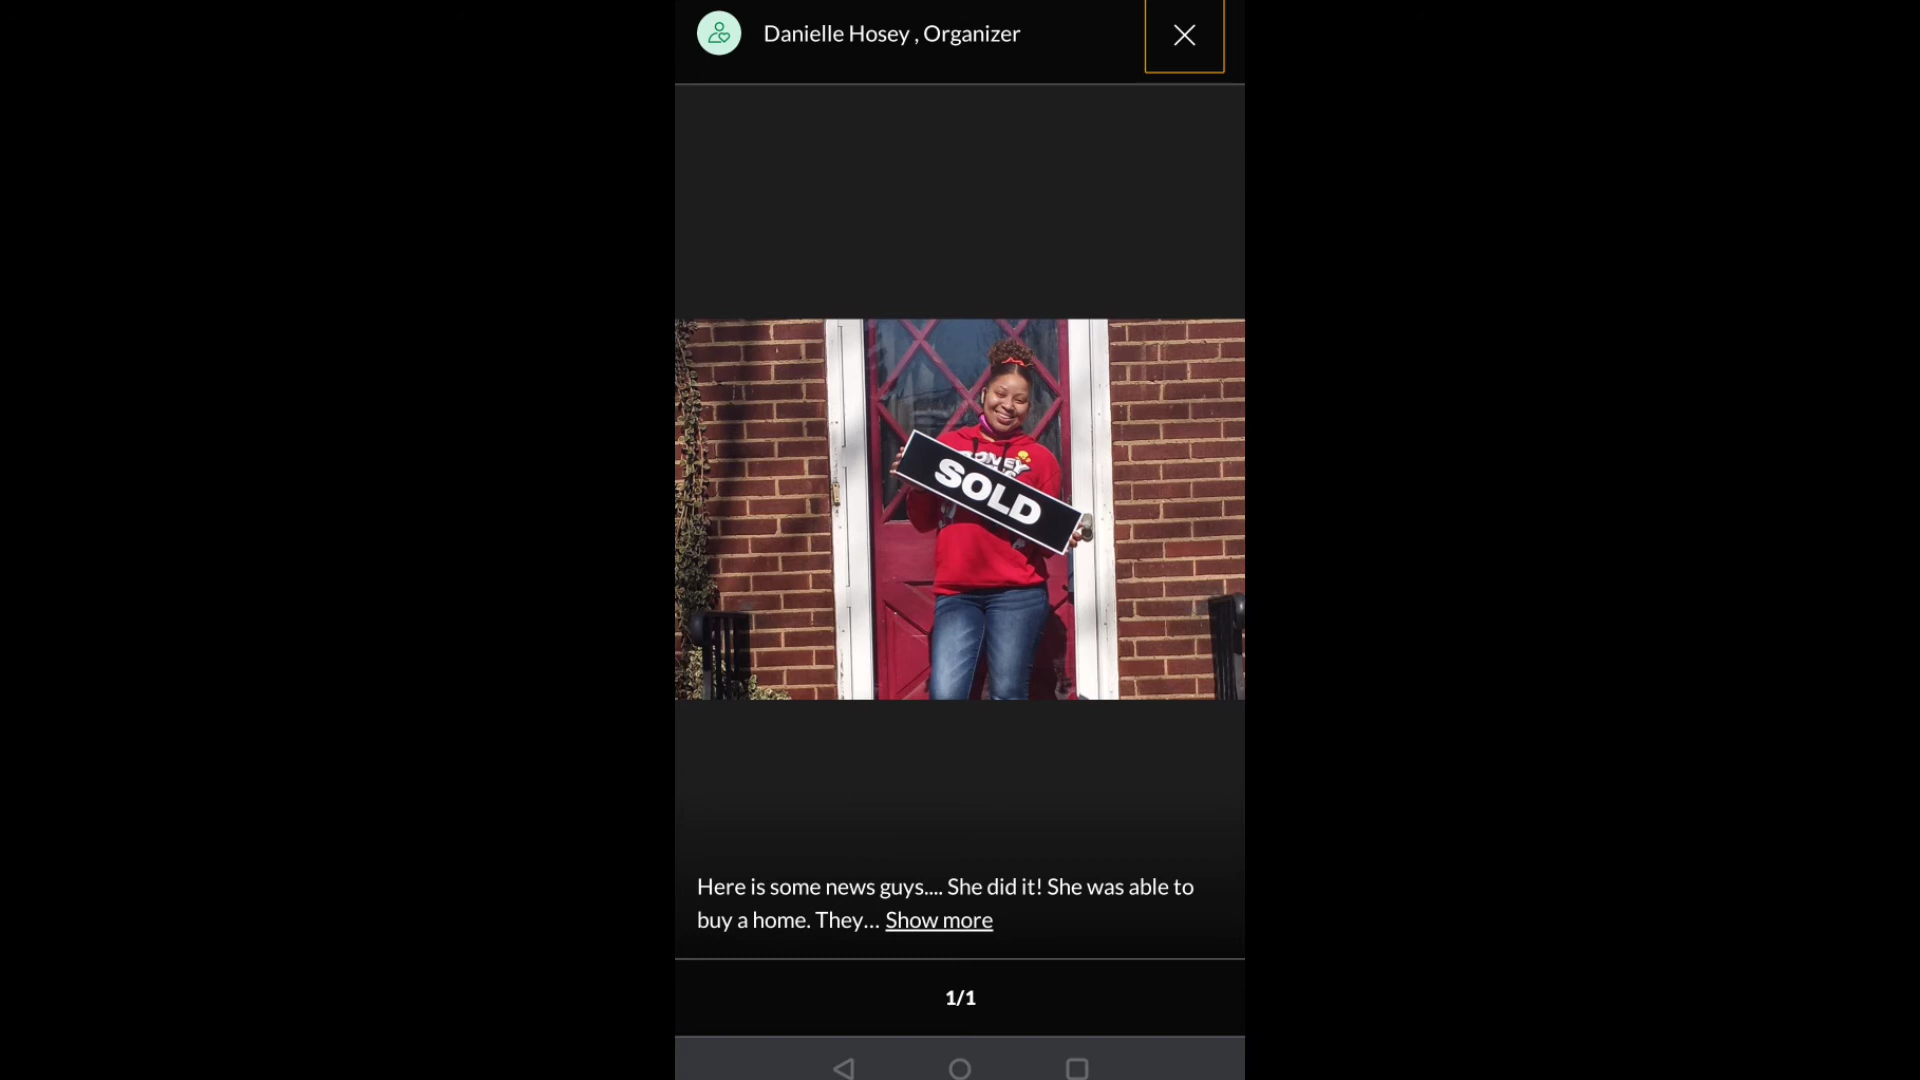 Danielle Hosey , Organizer
SOLD
Here is some news guys.... She did it! She was able to
buy a home. They... Show more
1/1